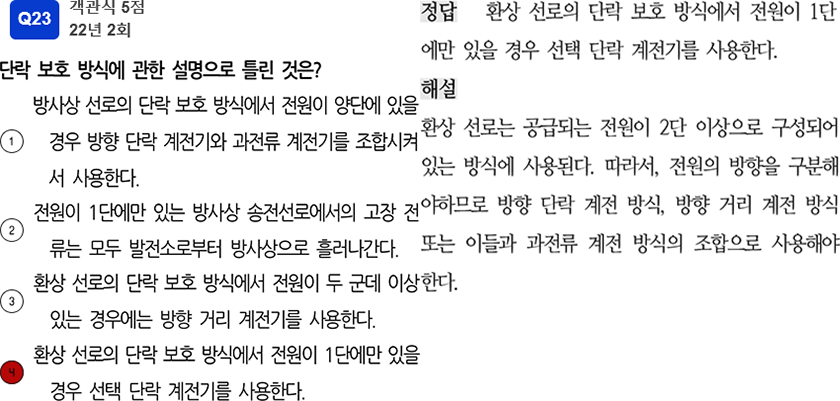 Q23
객관식 5점
22년 2회
단락 보호 방식에 관한 설명으로 틀린 것은?
① 방사상 선로의 단락 보호 방식에서 전원이 양단에 있을
경우 방향 단락 계전기와 과전류 계전기를 조합시켜
서 사용한다.
② 전원이 1단에만 있는 방사상 송전선로에서의 고장 전
류는 모두 발전소로부터 방사상으로 흘러나간다.
③ 환상 선로의 단락 보호 방식에서 전원이 두 군데 이상
있는 경우에는 방향 거리 계전기를 사용한다.
④ 환상 선로의 단락 보호 방식에서 전원이 1단에만 있을
경우 선택 단락 계전기를 사용한다.
정답 환상 선로의 단락 보호 방식에서 전원이 1단
에만 있을 경우 선택 단락 계전기를 사용한다.
해설
환상 선로는 공급되는 전원이 2단 이상으로 구성되어
있는 방식에 사용된다. 따라서, 전원의 방향을 구분해
야하므로 방향 단락 계전 방식, 방향 거리 계전 방식
또는 이들과 과전류 계전 방식의 조합으로 사용해야
한다.